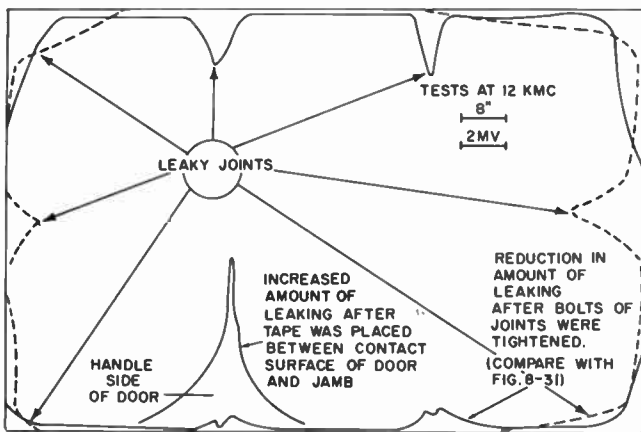 TESTS AT 12 KMC
8"
2MV
LEAKY JOINTS
INCREASED
AMOUNT OF
LEAKING AFTER
TAPE WAS PLACED
BETWEEN CONTACT
SURFACE OF DOOR
AND JAMB
HANDLE
SIDE
OF DOOR
REDUCTION IN
AMOUNT OF
LEAKING
AFTER BOLTS OF
JOINTS WERE
TIGHTENED.
(COMPARE WITH
FIG. 8-31)